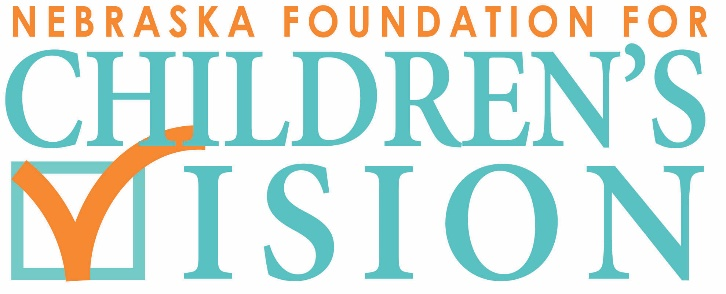 NEBRASKA FOUNDATION FOR
CHILDREN'S
VISION